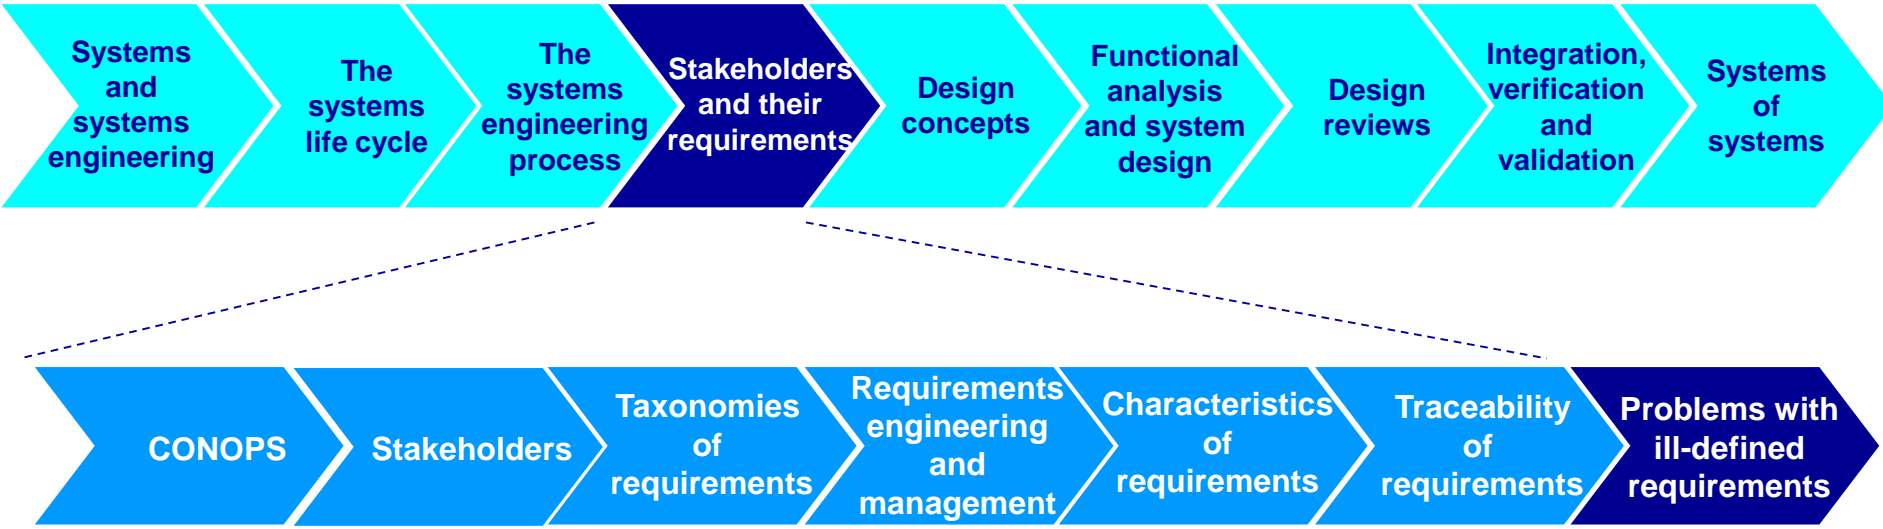 Systems
and
systems
engineering
The
systems
life cycle
The
systems
engineering
process
Stakeholders
and their
requirements
Design
concepts
Functional
analysis
and system
design
Design
reviews
Integration,
verification
and
validation
Systems
of
systems
CONOPS
Stakeholders
Taxonomies
of
requirements
Requirements
engineering
and
management
Characteristics
of
requirements
Traceability
of
requirements
Problems with
ill-defined
requirements